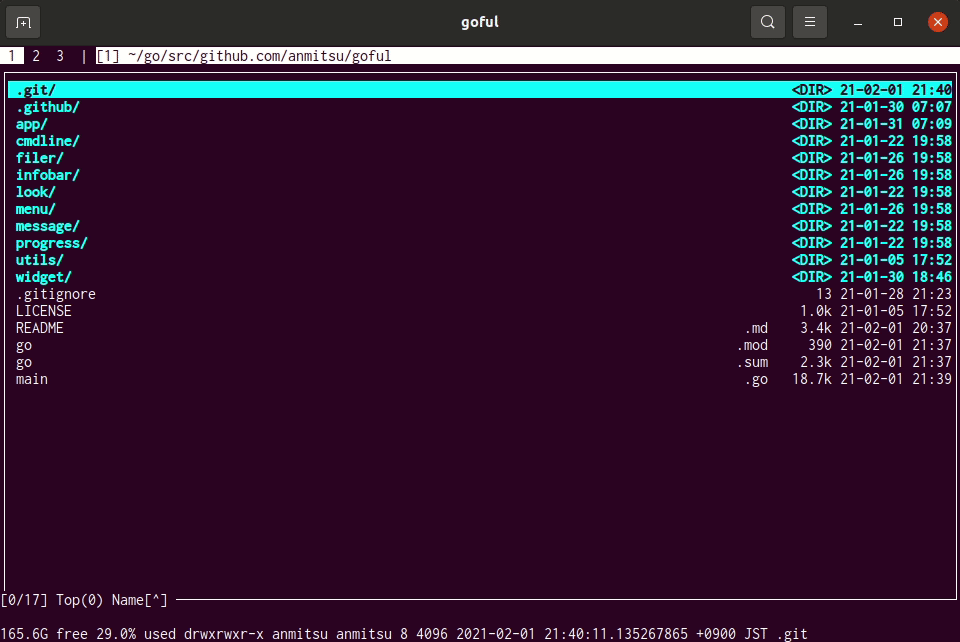 goful
1 2 3 | [1] ~/go/src/github.com/anmitsu/goful
.git/ <DIR> 21-02-01 21:40
.github/ <DIR> 21-01-30 07:07
app/ <DIR> 21-01-31 07:09
cmdline/ <DIR> 21-01-22 19:58
filer/ <DIR> 21-01-26 19:58
infobar/ <DIR> 21-01-26 19:58
look/ <DIR> 21-01-22 19:58
menu/ <DIR> 21-01-26 19:58
message/ <DIR> 21-01-22 19:58
progress/ <DIR> 21-01-22 19:58
utils/ <DIR> 21-01-05 17:52
widget/ <DIR> 21-01-30 18:46
.gitignore 13 21-01-28 21:23
LICENSE 1.0k 21-01-05 17:52
README .md 3.4k 21-02-01 20:37
go .mod 390 21-02-01 21:37
go .sum 2.3k 21-02-01 21:37
main .go 18.7k 21-02-01 21:39
[0/17] Top(0) Name[^]
165.6G free 29.0% used drwxrwxr-x anmitsu anmitsu 8 4096 2021-02-01 21:40:11.135267865 +0900 JST .git